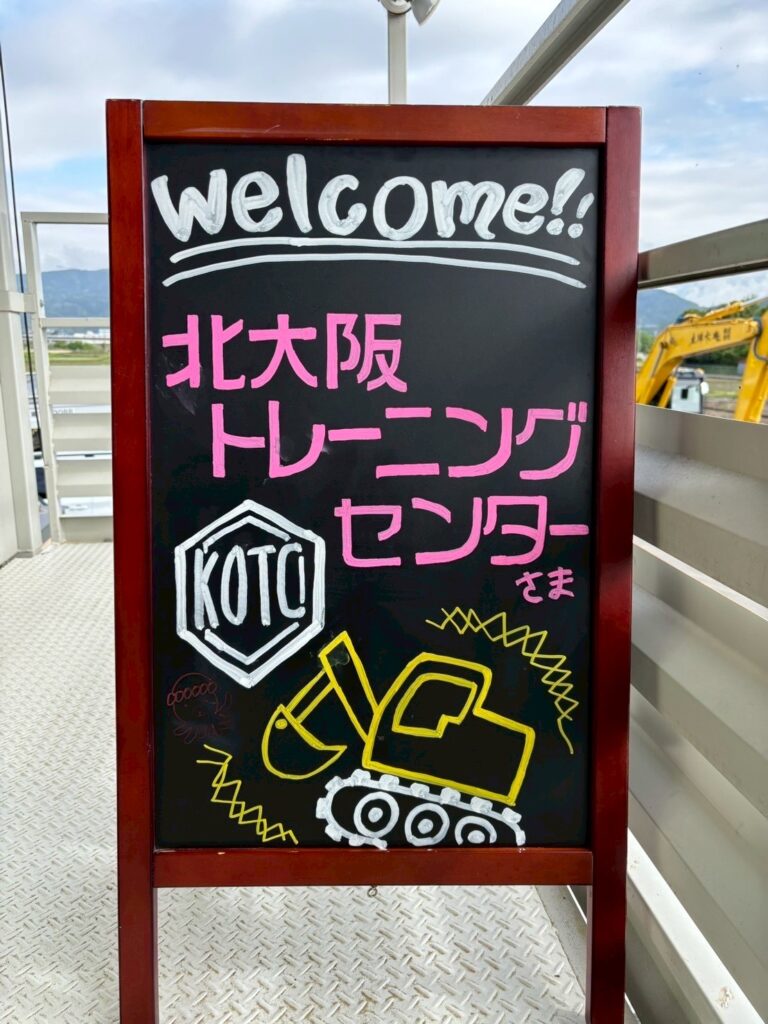 welcome!!
北大阪
トレーニング
センター
さま
KOTC